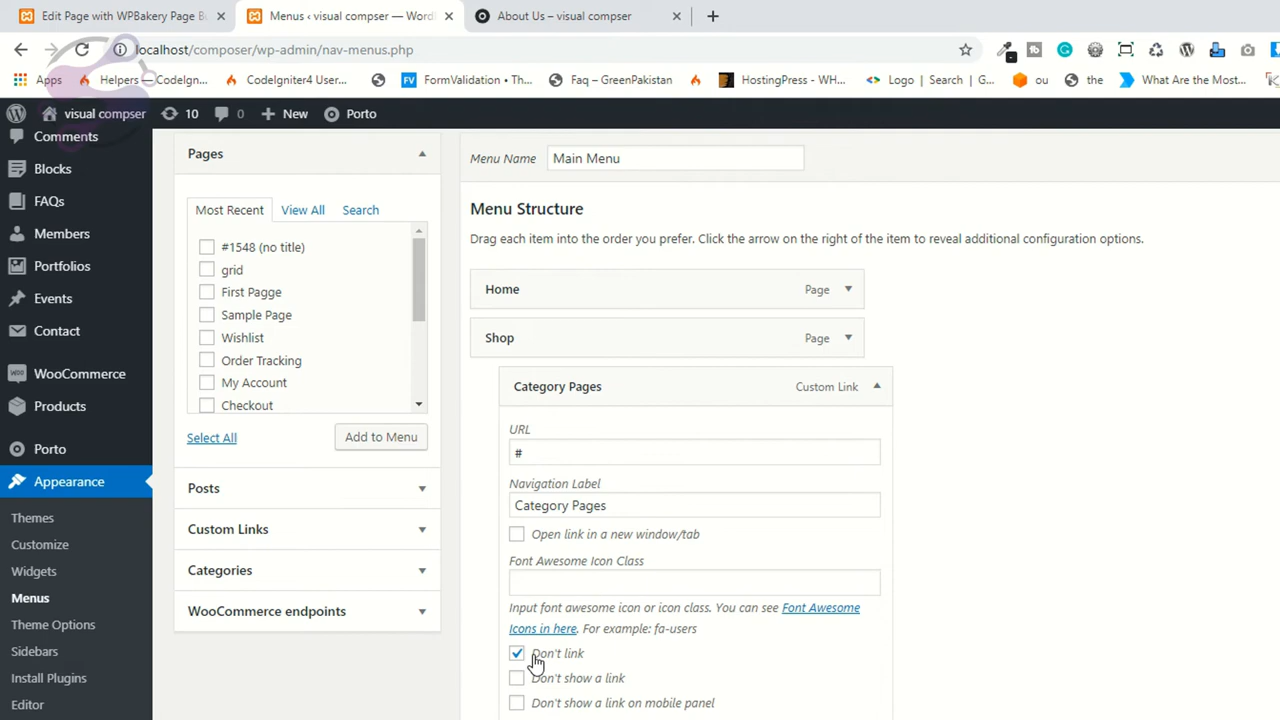 Edit Page with WPBakery Page Bu
Menus ‹ visual compser — WordP
About Us – visual compser
localhost/composer/wp-admin/nav-menus.php
Apps
Helpers — CodeIgn...
CodeIgniter4 User...
FormValidation • Th...
Faq – GreenPakistan
HostingPress - WH...
Logo | Search | G...
ou
the
What Are the Most...
visual compser
10
0
New
Porto
Comments
Blocks
FAQs
Members
Portfolios
Events
Contact
WooCommerce
Products
Porto
Appearance
Themes
Customize
Widgets
Menus
Theme Options
Sidebars
Install Plugins
Editor
Pages
Most Recent
View All
Search
#1548 (no title)
grid
First Pagge
Sample Page
Wishlist
Order Tracking
My Account
Checkout
Select All
Add to Menu
Posts
Custom Links
Categories
WooCommerce endpoints
Menu Name
Main Menu
Menu Structure
Drag each item into the order you prefer. Click the arrow on the right of the item to reveal additional configuration options.
Home
Page
Shop
Page
Category Pages
Custom Link
URL
#
Navigation Label
Category Pages
Open link in a new window/tab
Font Awesome Icon Class
Input font awesome icon or icon class. You can see Font Awesome
Icons in here. For example: fa-users
Don't link
Don't show a link
Don't show a link on mobile panel